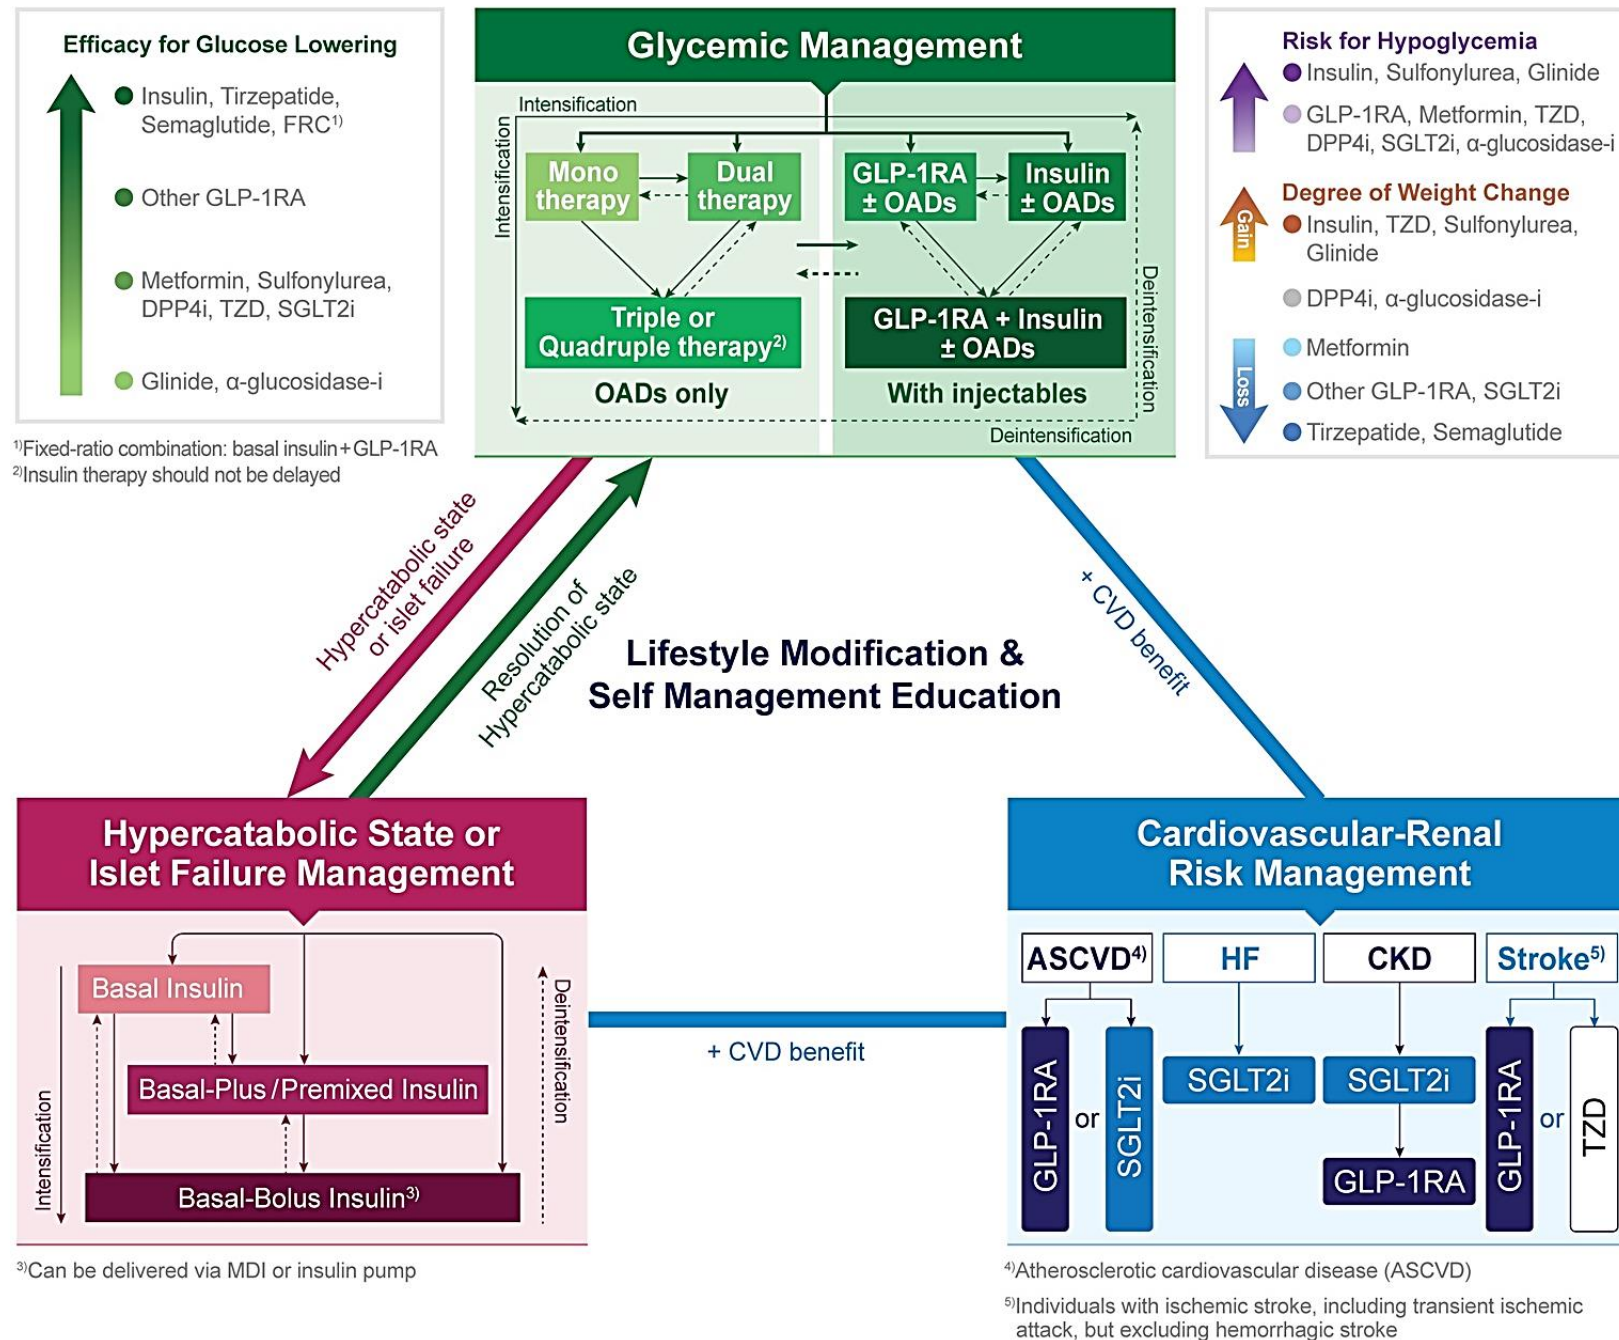 Efficacy for Glucose Lowering
Insulin, Tirzepatide,
Semaglutide, FRC1)
Other GLP-1RA
Metformin, Sulfonylurea,
DPP4i, TZD, SGLT2i
Glinide, α-glucosidase-i
1)Fixed-ratio combination: basal insulin+GLP-1RA
2)Insulin therapy should not be delayed
Glycemic Management
Intensification
Intensification
Mono
therapy
Dual
therapy
GLP-1RA
± OADs
Insulin
± OADs
Triple or
Quadruple therapy2)
GLP-1RA + Insulin
± OADs
OADs only
With injectables
Deintensification
Deintensification
Risk for Hypoglycemia
Insulin, Sulfonylurea, Glinide
GLP-1RA, Metformin, TZD,
DPP4i, SGLT2i, α-glucosidase-i
Degree of Weight Change
Gain
Insulin, TZD, Sulfonylurea,
Glinide
DPP4i, α-glucosidase-i
Loss
Metformin
Other GLP-1RA, SGLT2i
Tirzepatide, Semaglutide
Hypercatabolic state
or islet failure
Resolution of
Hypercatabolic state
+ CVD benefit
Lifestyle Modification &
Self Management Education
Hypercatabolic State or
Islet Failure Management
Intensification
Basal Insulin
Basal-Plus/Premixed Insulin
Basal-Bolus Insulin3)
Deintensification
3)Can be delivered via MDI or insulin pump
+ CVD benefit
Cardiovascular-Renal
Risk Management
ASCVD4)
HF
CKD
Stroke5)
GLP-1RA
or
SGLT2i
SGLT2i
SGLT2i
GLP-1RA
GLP-1RA
or
TZD
4)Atherosclerotic cardiovascular disease (ASCVD)
5)Individuals with ischemic stroke, including transient ischemic
attack, but excluding hemorrhagic stroke